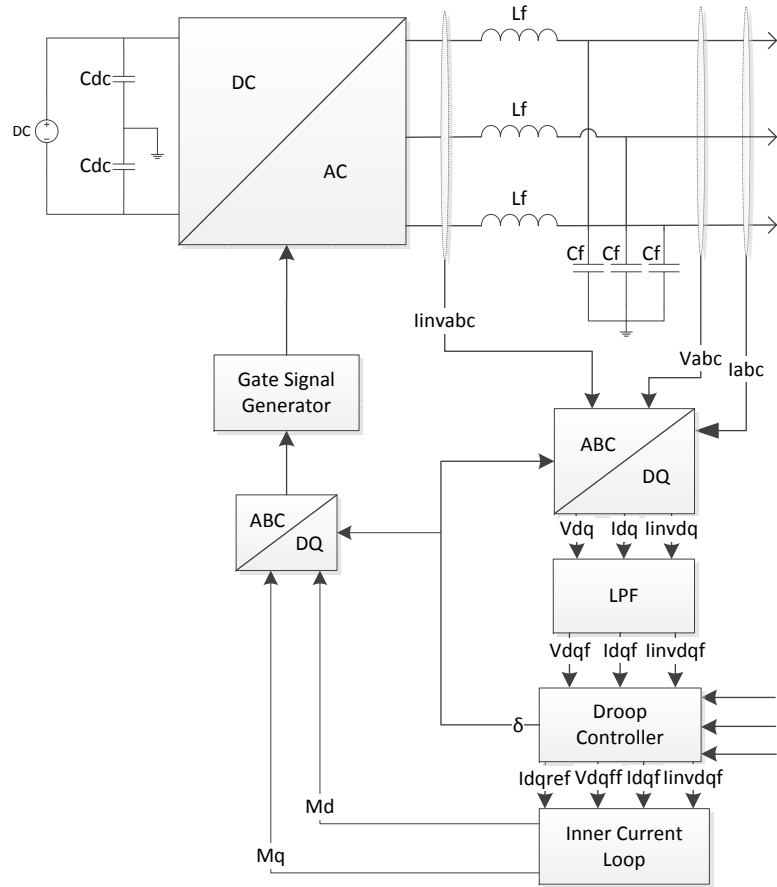 Lf
Cdc
DC
DC
Cdc
Lf
AC
Lf
Cf
Cf
Cf
Iinvabc
Vabc
Iabc
Gate Signal
Generator
ABC
DQ
ABC
DQ
Vdq
Idq
Iinvdq
LPF
Vdqf
Idqf
Iinvdqf
Droop
Controller
δ
Idqref
Vdqff
Idqf
Iinvdqf
Md
Inner Current
Loop
Mq